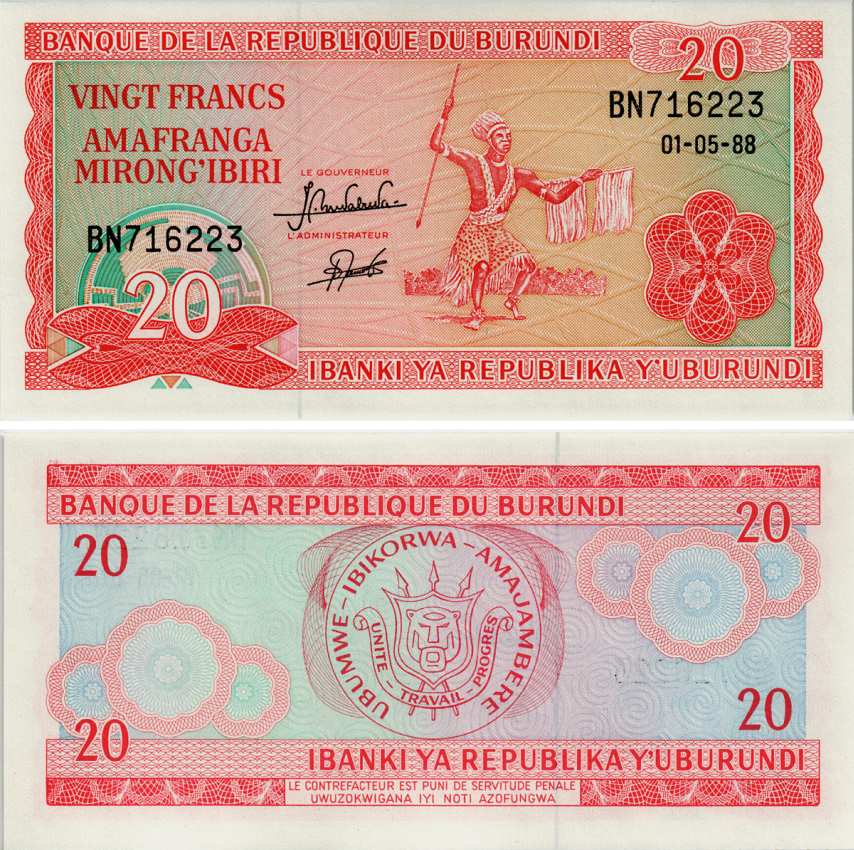 BANQUE DE LA REPUBLIQUE DU BURUNDI
20
VINGT FRANCS
BN716223
AMAFRANGA
MIRONG'IBIRI
01-05-88
LE GOUVERNEUR
L'ADMINISTRATEUR
BN716223
20
IBANKI YA REPUBLIKA Y'UBURUNDI
BANQUE DE LA REPUBLIQUE DU BURUNDI
20
20
UBUMWE - IBIKORWA - AMAJAMBERE
UNITE - TRAVAIL - PROGRES
20
20
IBANKI YA REPUBLIKA Y'UBURUNDI
LE CONTREFACTEUR EST PUNI DE SERVITUDE PENALE
UWUZOKWIGANA IYI NOTI AZOFUNGWA